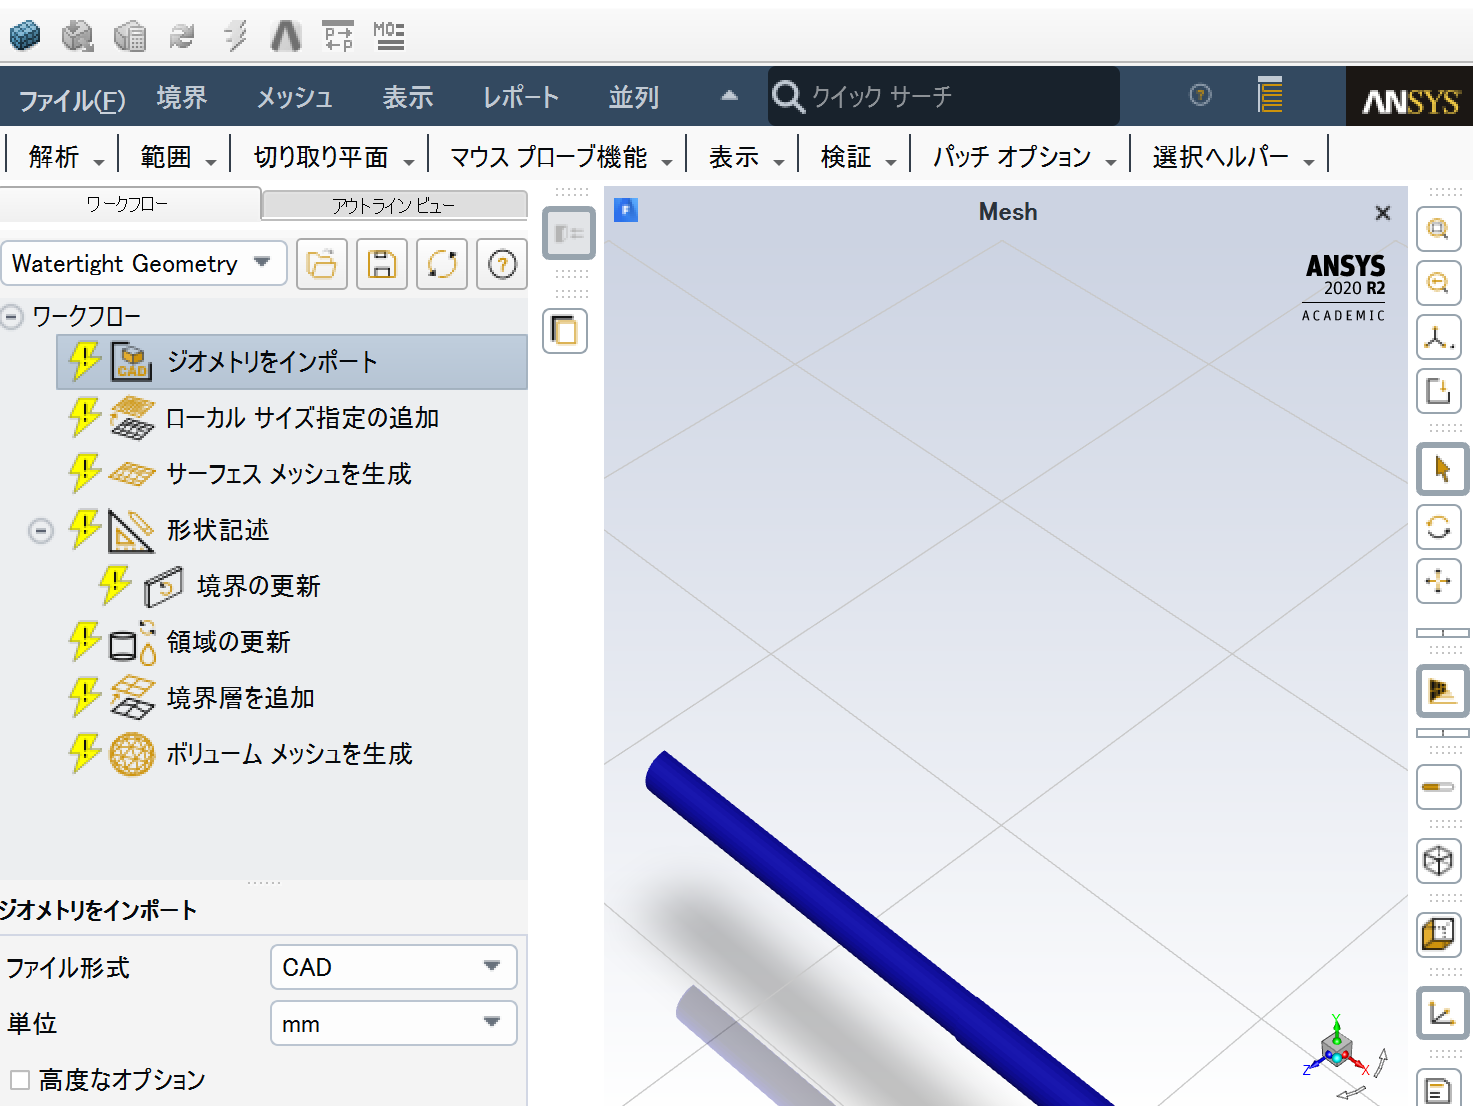 P→
←P
MO=
ファイル(F) 境界 メッシュ 表示 レポート 並列 クイック サーチ ? ANSYS
解析 範囲 切り取り平面 マウス プローブ機能 表示 検証 パッチ オプション 選択ヘルパー
ワークフロー アウトライン ビュー
F Mesh
Watertight Geometry ?
ANSYS
2020 R2
ACADEMIC
ワークフロー
CAD ジオメトリをインポート
ローカル サイズ指定の追加
サーフェス メッシュを生成
形状記述
境界の更新
領域の更新
境界層を追加
ボリューム メッシュを生成
ジオメトリをインポート
ファイル形式 CAD
単位 mm
高度なオプション
Y
Z X